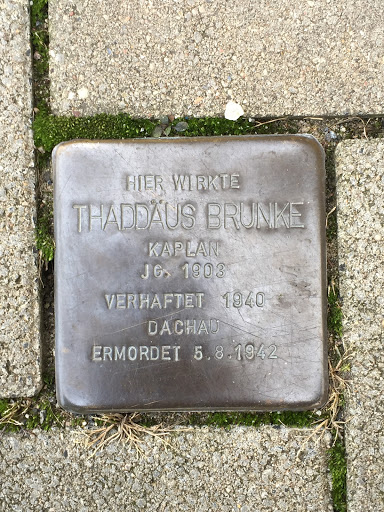 HIER WIRKTE
THADDÄUS BRUNKE
KAPLAN
JG. 1903
VERHAFTET 1940
DACHAU
ERMORDET 5.8.1942